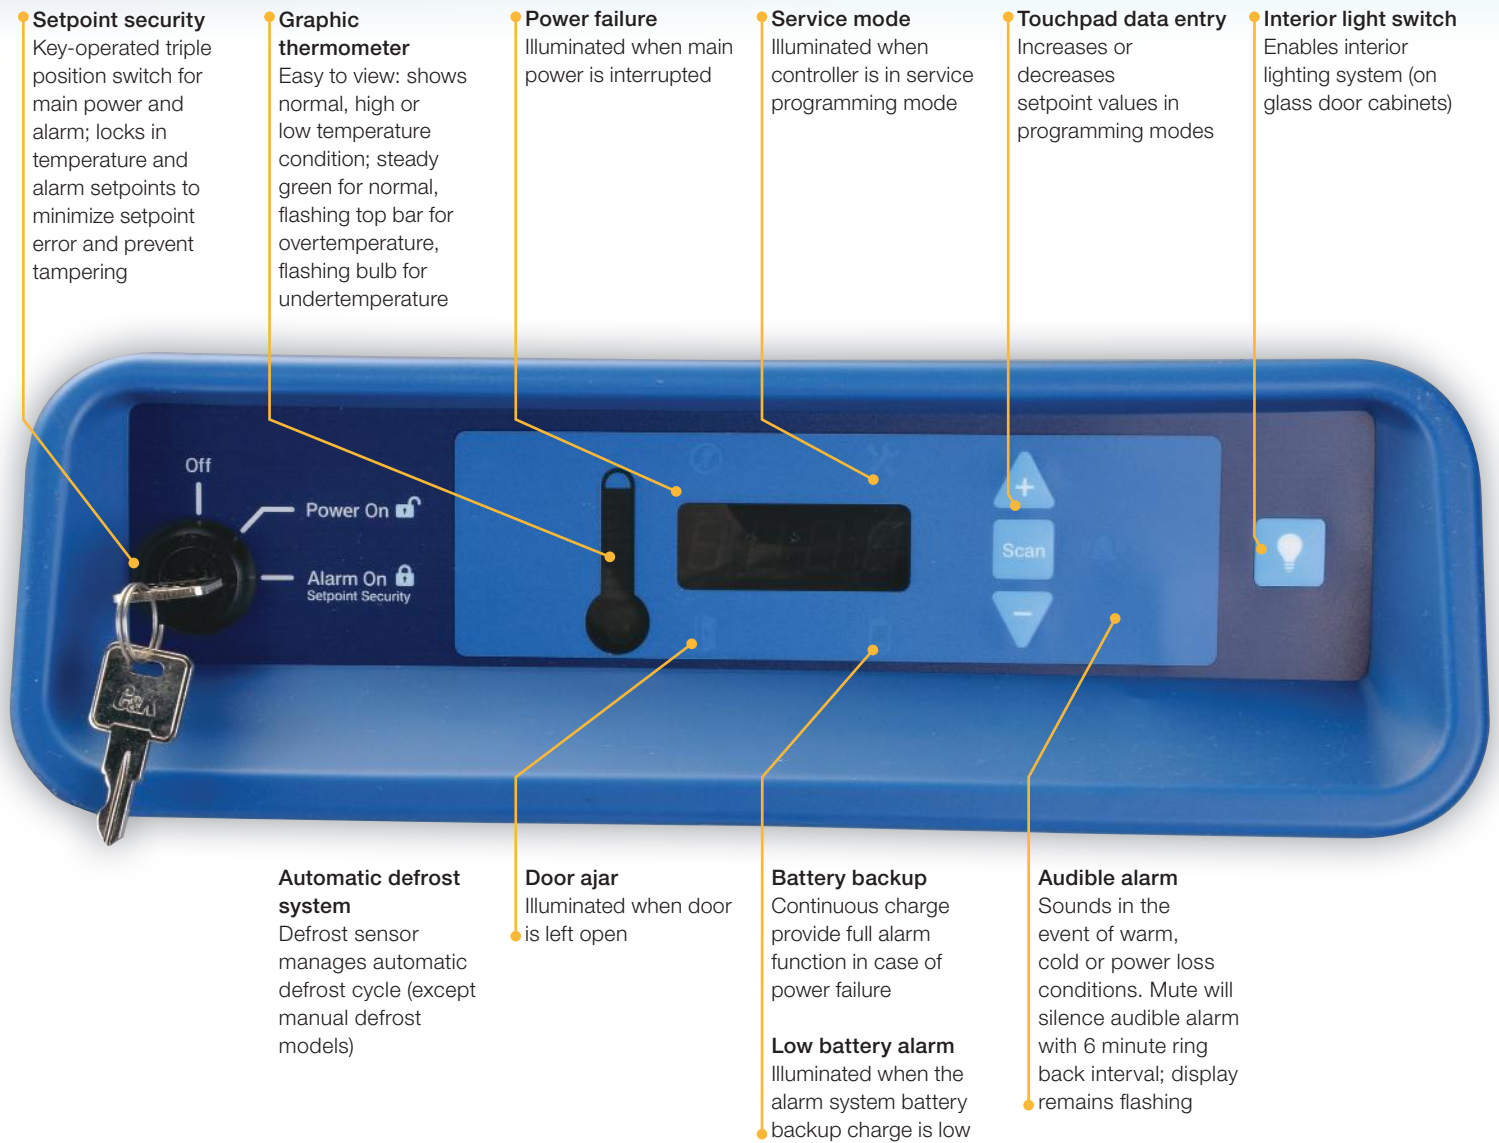 Setpoint security
Key-operated triple
position switch for
main power and
alarm; locks in
temperature and
alarm setpoints to
minimize setpoint
error and prevent
tampering
Graphic
thermometer
Easy to view: shows
normal, high or
low temperature
condition; steady
green for normal,
flashing top bar for
overtemperature,
flashing bulb for
undertemperature
Power failure
Illuminated when main
power is interrupted
Service mode
Illuminated when
controller is in service
programming mode
Touchpad data entry
Increases or
decreases
setpoint values in
programming modes
Interior light switch
Enables interior
lighting system (on
glass door cabinets)
Off
Power On
Alarm On
Setpoint Security
+
Scan
−
C&K
Automatic defrost
system
Defrost sensor
manages automatic
defrost cycle (except
manual defrost
models)
Door ajar
Illuminated when door
is left open
Battery backup
Continuous charge
provide full alarm
function in case of
power failure
Low battery alarm
Illuminated when the
alarm system battery
backup charge is low
Audible alarm
Sounds in the
event of warm,
cold or power loss
conditions. Mute will
silence audible alarm
with 6 minute ring
back interval; display
remains flashing